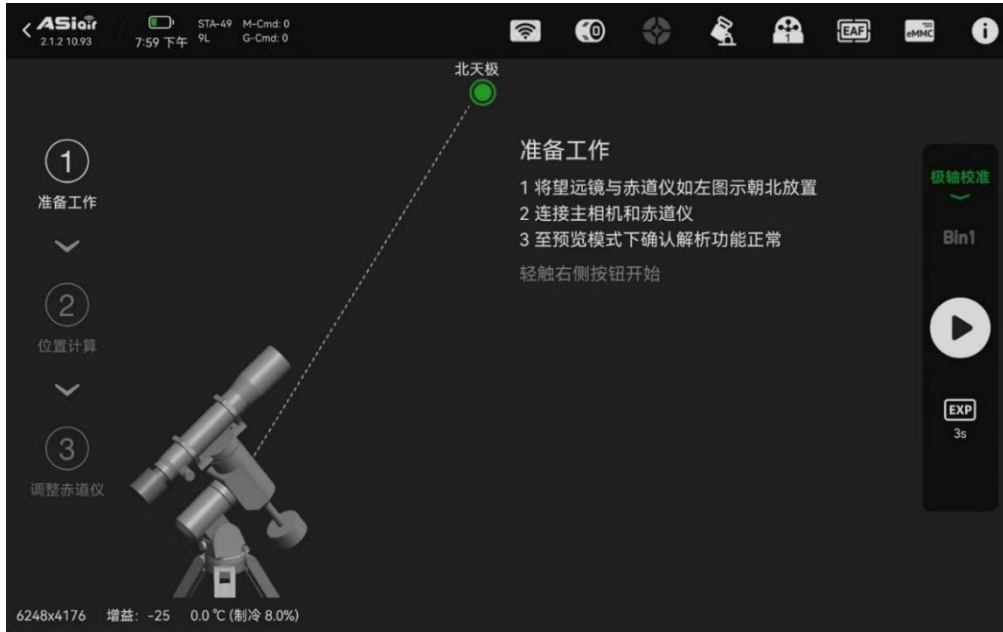 ASiair
2.1.2 10.93
7:59 下午
STA-49 M-Cmd: 0
9L G-Cmd: 0
1
EAF
eMMC
北天极
1
准备工作
2
位置计算
3
调整赤道仪
准备工作
1 将望远镜与赤道仪如左图示朝北放置
2 连接主相机和赤道仪
3 至预览模式下确认解析功能正常
轻触右侧按钮开始
极轴校准
Bin1
EXP
3s
6248x4176 增益: -25 0.0 ℃ (制冷 8.0%)